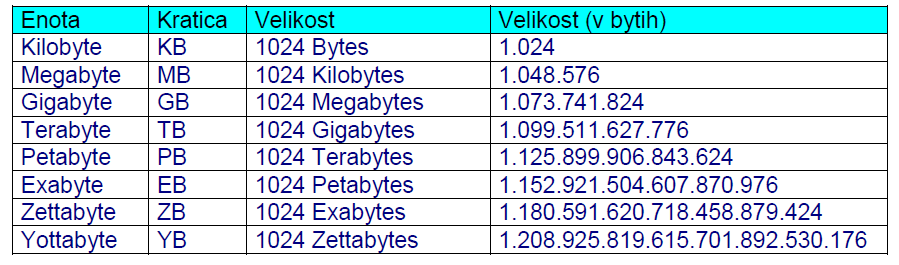 Enota Kratica Velikost Velikost (v bytih)
Kilobyte KB 1024 Bytes 1.024
Megabyte MB 1024 Kilobytes 1.048.576
Gigabyte GB 1024 Megabytes 1.073.741.824
Terabyte TB 1024 Gigabytes 1.099.511.627.776
Petabyte PB 1024 Terabytes 1.125.899.906.843.624
Exabyte EB 1024 Petabytes 1.152.921.504.607.870.976
Zettabyte ZB 1024 Exabytes 1.180.591.620.718.458.879.424
Yottabyte YB 1024 Zettabytes 1.208.925.819.615.701.892.530.176